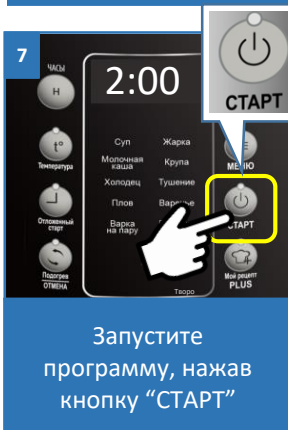 7
ЧАСЫ
Н
2:00
СТАРТ
t°
Температура
МЕНЮ
Суп
Жарка
Молочная
каша
Крупа
Холодец
Тушение
Плов
Варенье
Варка
на пару
Отложенный
старт
СТАРТ
Подогрев
ОТМЕНА
Мой рецепт
PLUS
Запустите
программу, нажав
кнопку “СТАРТ”